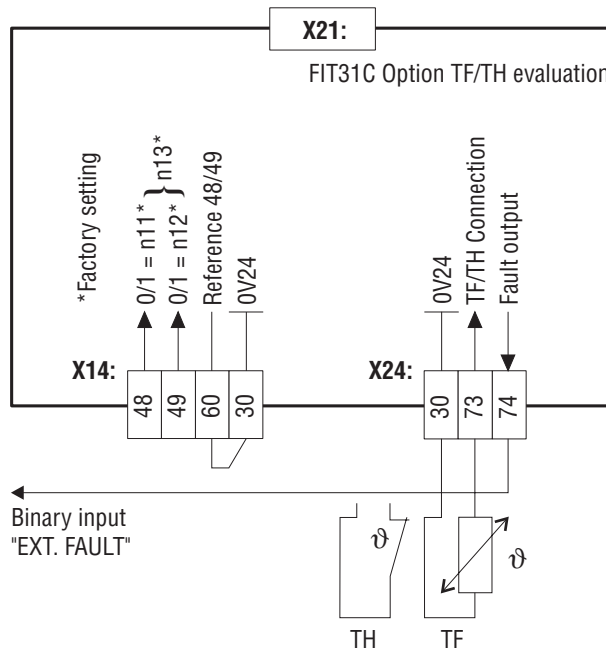 X21:
FIT31C Option TF/TH evaluation
*Factory setting
0/1 = n11*
0/1 = n12*
} n13*
Reference 48/49
0V24
0V24
TF/TH Connection
Fault output
X14:
48
49
60
30
X24:
30
73
74
Binary input
"EXT. FAULT"
ϑ
ϑ
TH
TF